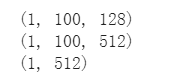 (1, 100, 128)
(1, 100, 512)
(1, 512)